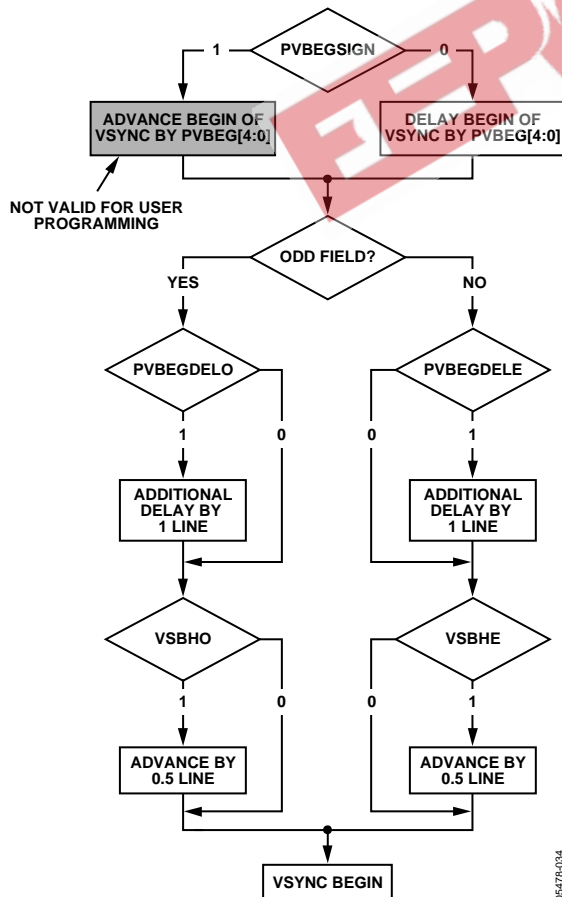 1
PVBEGSIGN
0
ADVANCE BEGIN OF
VSYNC BY PVBEG[4:0]
DELAY BEGIN OF
VSYNC BY PVBEG[4:0]
NOT VALID FOR USER
PROGRAMMING
ODD FIELD?
YES
NO
PVBEGDELO
PVBEGDELE
1
0
0
1
ADDITIONAL
DELAY BY
1 LINE
ADDITIONAL
DELAY BY
1 LINE
VSBHO
VSBHE
1
0
0
1
ADVANCE BY
0.5 LINE
ADVANCE BY
0.5 LINE
VSYNC BEGIN